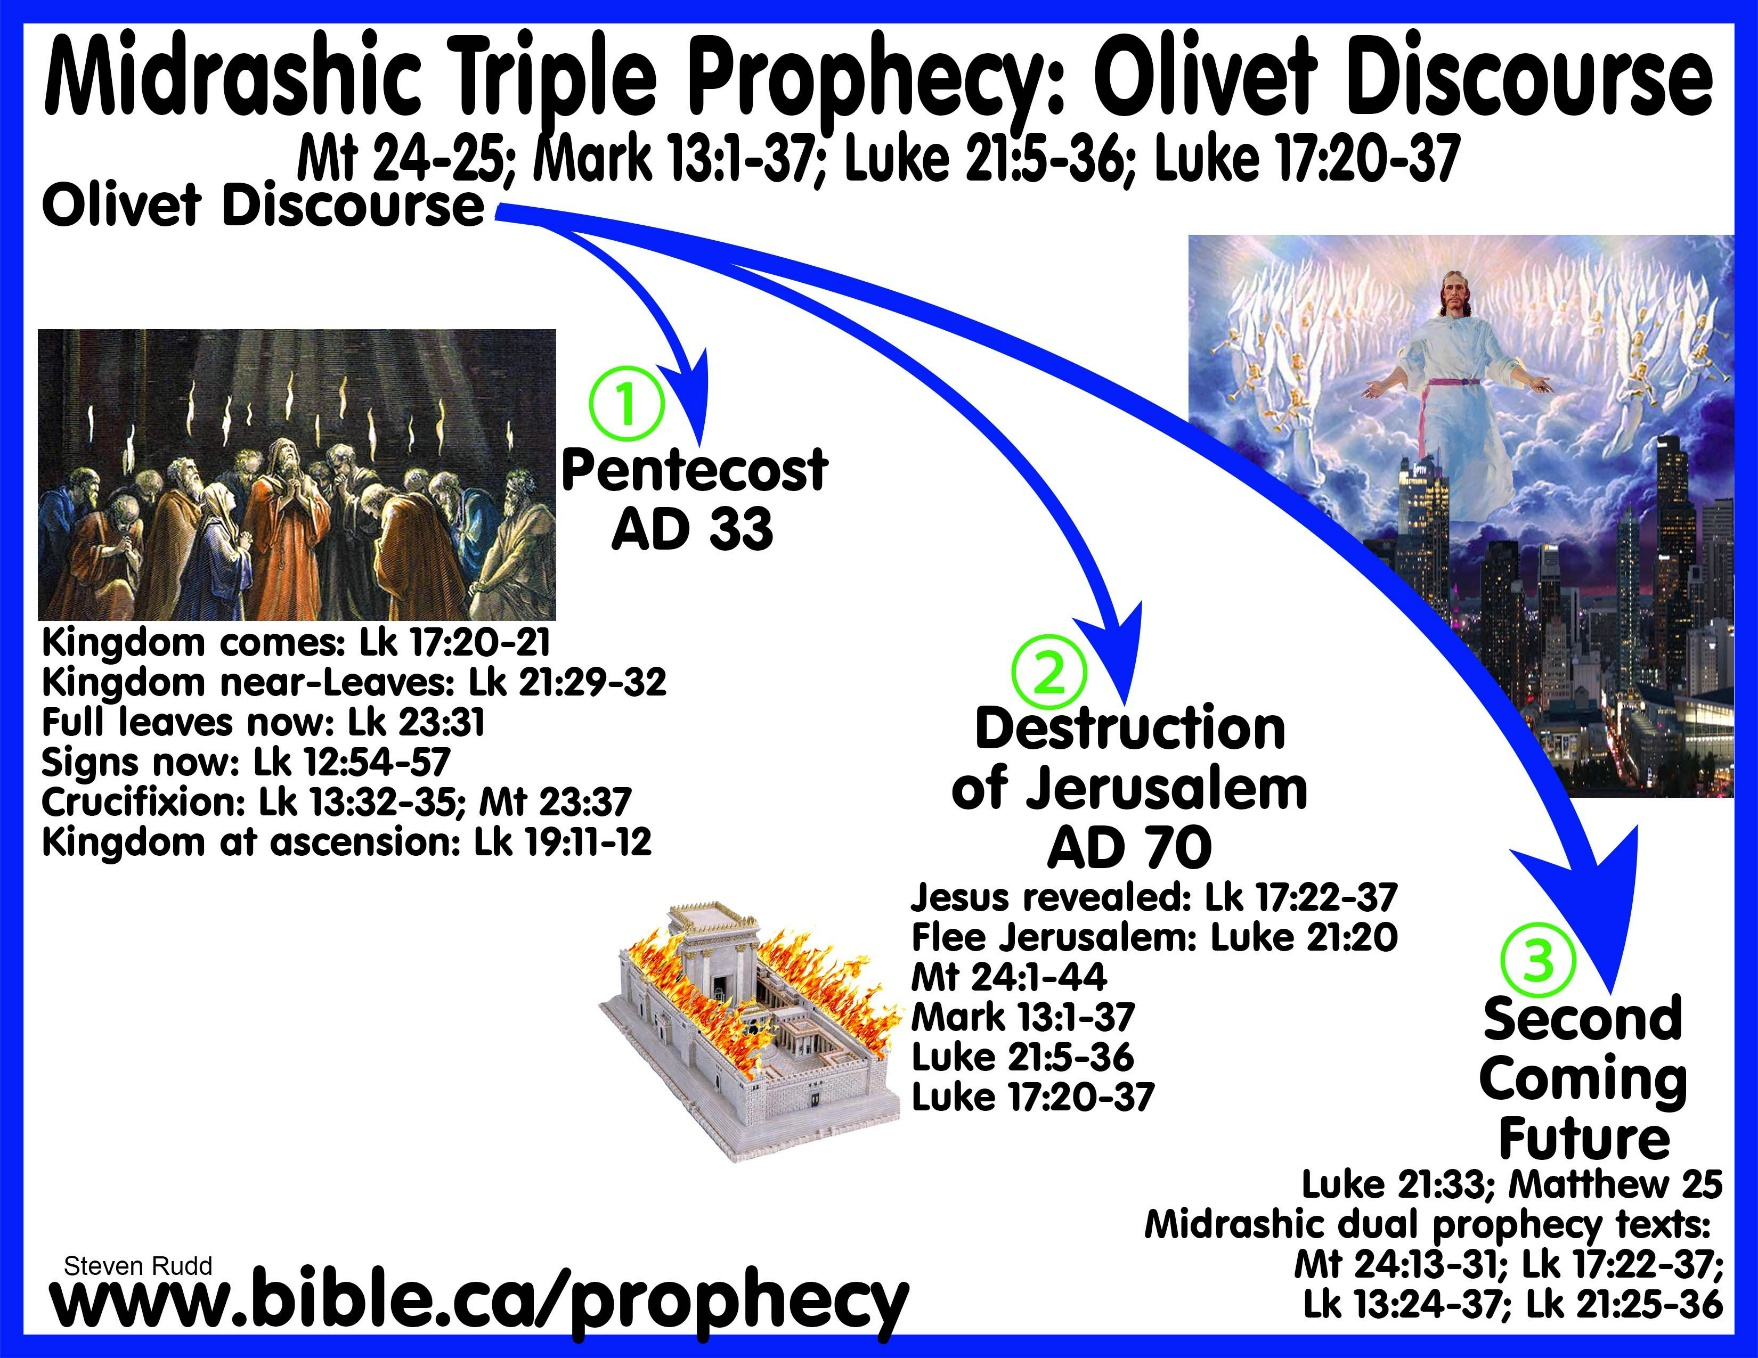 Midrashic Triple Prophecy: Olivet Discourse
Mt 24-25; Mark 13:1-37; Luke 21:5-36; Luke 17:20-37
Olivet Discourse
1
Pentecost
AD 33
Kingdom comes: Lk 17:20-21
Kingdom near-Leaves: Lk 21:29-32
Full leaves now: Lk 23:31
Signs now: Lk 12:54-57
Crucifixion: Lk 13:32-35; Mt 23:37
Kingdom at ascension: Lk 19:11-12
2
Destruction
of Jerusalem
AD 70
Jesus revealed: Lk 17:22-37
Flee Jerusalem: Luke 21:20
Mt 24:1-44
Mark 13:1-37
Luke 21:5-36
Luke 17:20-37
3
Second
Coming
Future
Luke 21:33; Matthew 25
Midrashic dual prophecy texts:
Mt 24:13-31; Lk 17:22-37;
Lk 13:24-37; Lk 21:25-36
Steven Rudd
www.bible.ca/prophecy